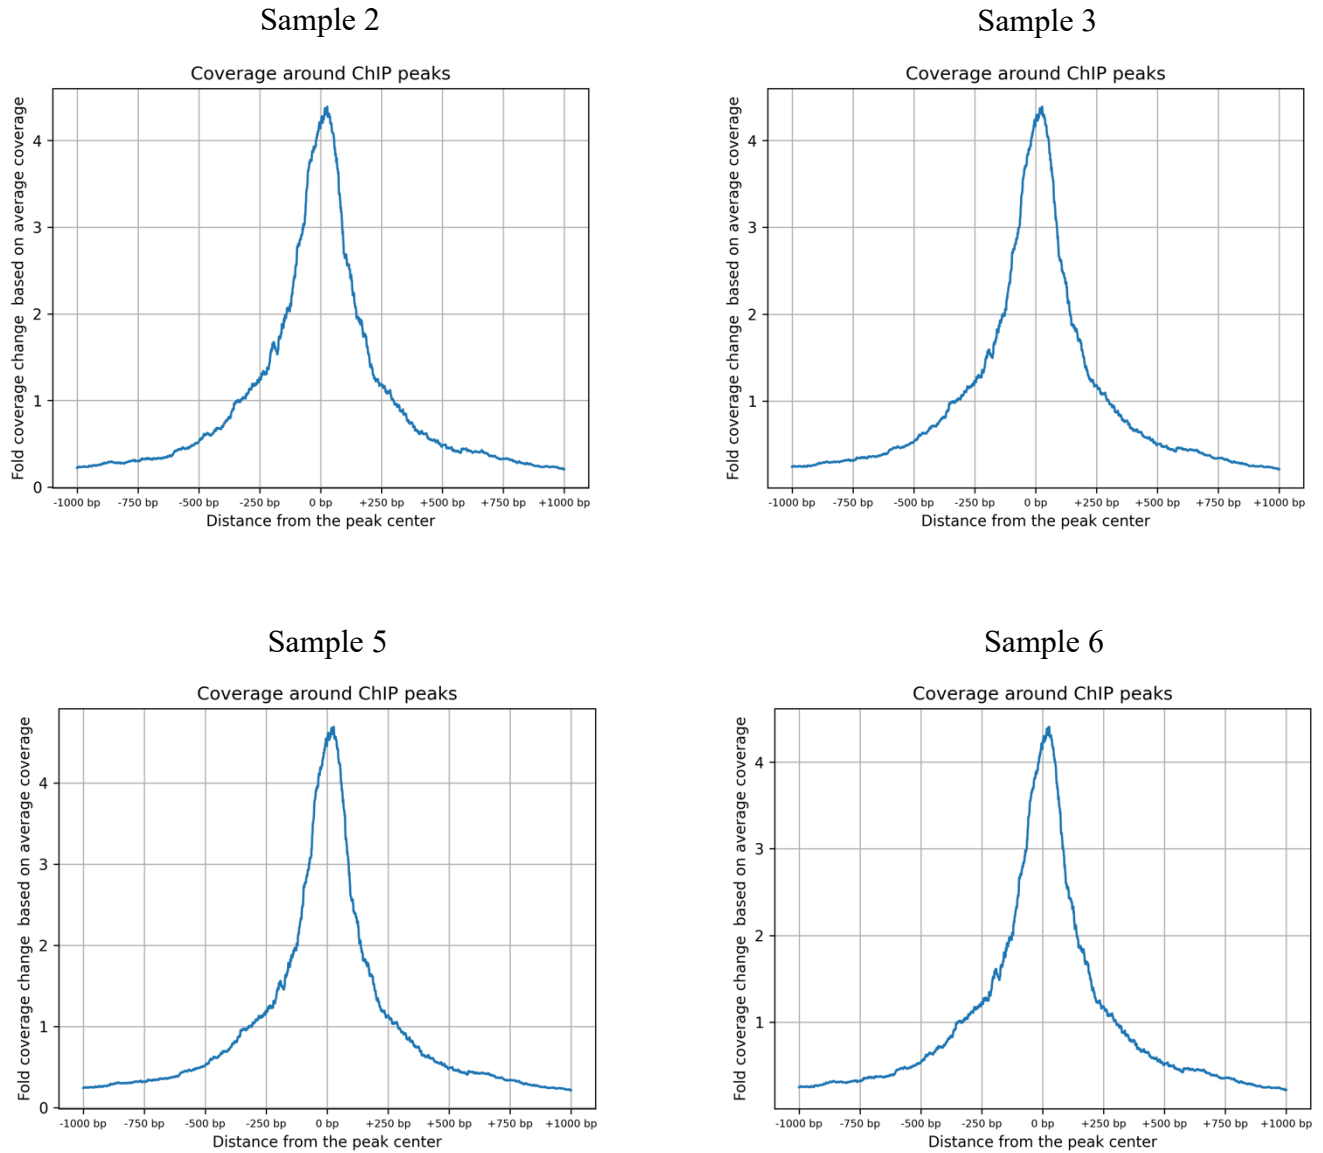 Sample 2
Coverage around ChIP peaks
Fold coverage change  based on average coverage
4
3
2
1
0
-1000 bp -750 bp -500 bp -250 bp 0 bp +250 bp +500 bp +750 bp +1000 bp
Distance from the peak center
Sample 3
Coverage around ChIP peaks
Fold coverage change  based on average coverage
4
3
2
1
-1000 bp -750 bp -500 bp -250 bp 0 bp +250 bp +500 bp +750 bp +1000 bp
Distance from the peak center
Sample 5
Coverage around ChIP peaks
Fold coverage change  based on average coverage
4
3
2
1
0
-1000 bp -750 bp -500 bp -250 bp 0 bp +250 bp +500 bp +750 bp +1000 bp
Distance from the peak center
Sample 6
Coverage around ChIP peaks
Fold coverage change  based on average coverage
4
3
2
1
-1000 bp -750 bp -500 bp -250 bp 0 bp +250 bp +500 bp +750 bp +1000 bp
Distance from the peak center